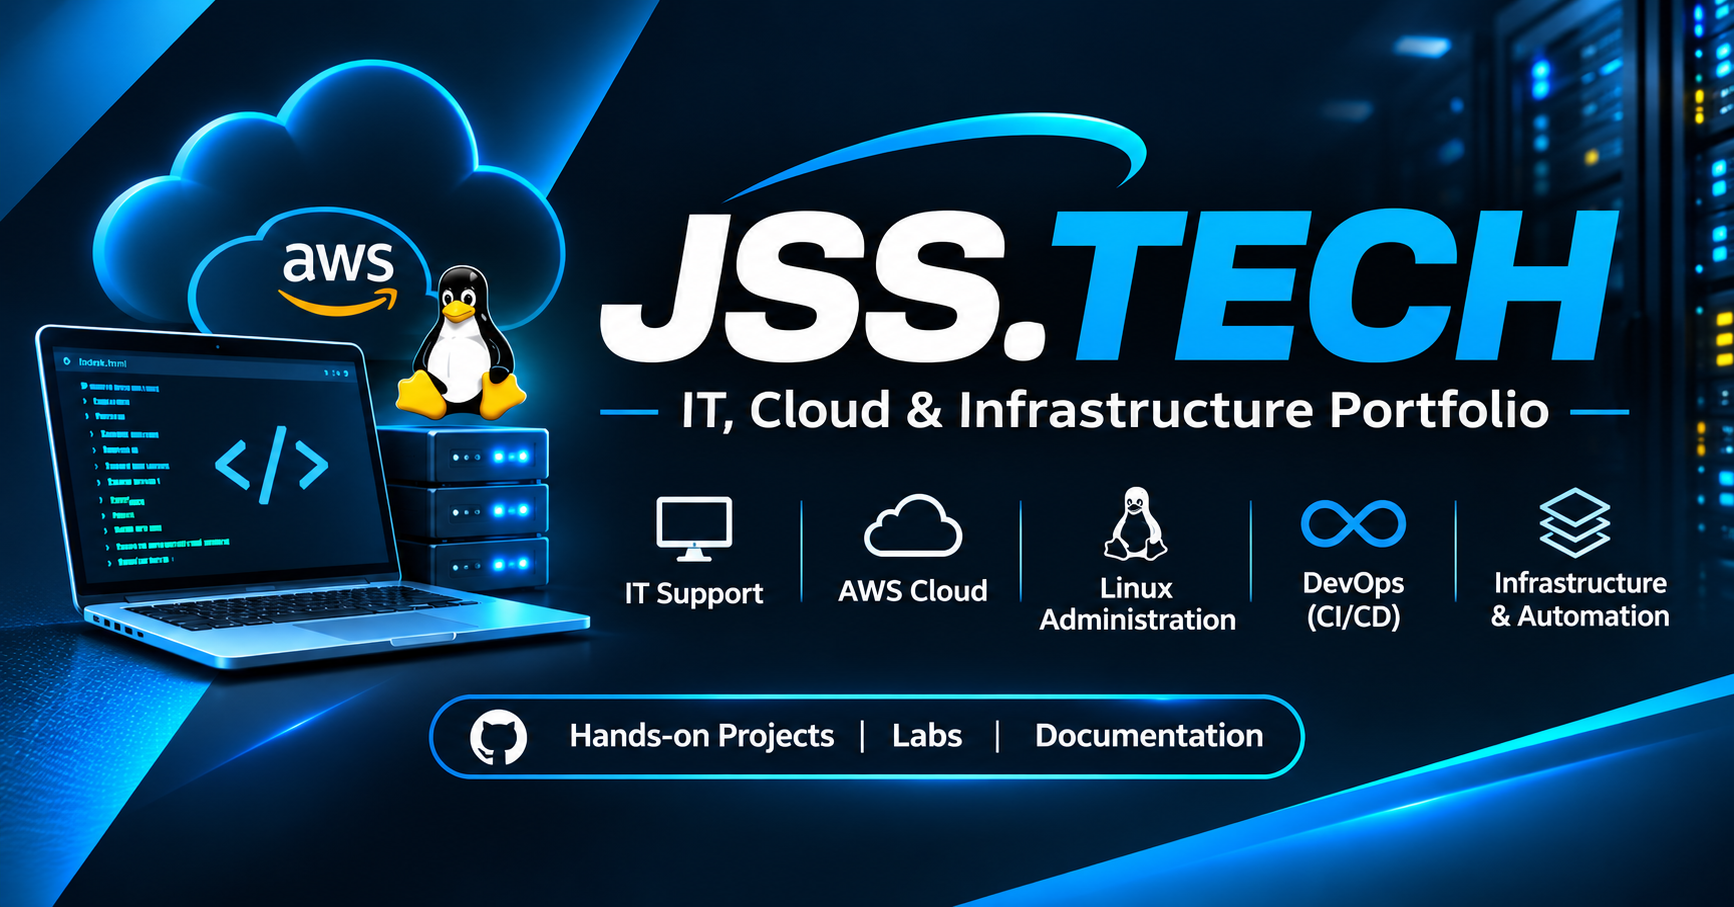 aws
JSS.TECH
IT, Cloud & Infrastructure Portfolio
IT Support
AWS Cloud
Linux
Administration
DevOps
(CI/CD)
Infrastructure
& Automation
</>
Hands-on Projects | Labs | Documentation